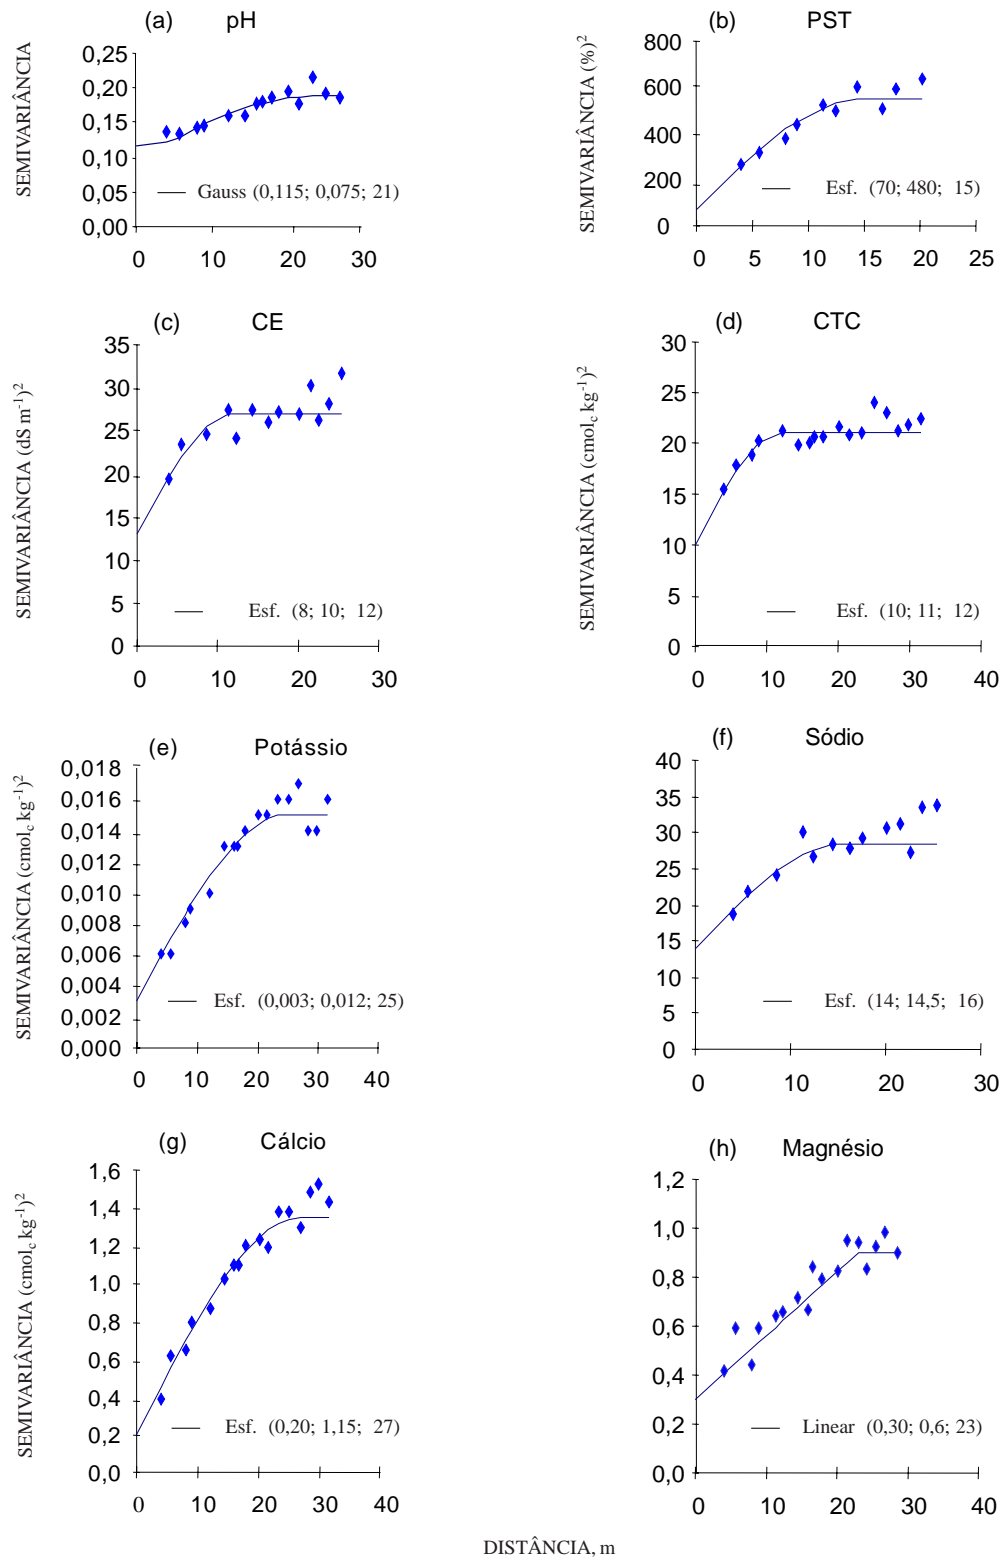 (a) pH
SEMIVARIÂNCIA
0,25
0,20
0,15
0,10
0,05
0,00
Gauss (0,115; 0,075; 21)
0 10 20 30
(b) PST
SEMIVARIÂNCIA (%)²
800
600
400
200
0
Esf. (70; 480; 15)
0 5 10 15 20 25
(c) CE
SEMIVARIÂNCIA (dS m⁻¹)²
35
30
25
20
15
10
5
0
Esf. (8; 10; 12)
0 10 20 30
(d) CTC
SEMIVARIÂNCIA (cmol꜀ kg⁻¹)²
30
25
20
15
10
5
0
Esf. (10; 11; 12)
0 10 20 30 40
(e) Potássio
SEMIVARIÂNCIA (cmol꜀ kg⁻¹)²
0,018
0,016
0,014
0,012
0,010
0,008
0,006
0,004
0,002
0,000
Esf. (0,003; 0,012; 25)
0 10 20 30 40
(f) Sódio
40
35
30
25
20
15
10
5
0
Esf. (14; 14,5; 16)
0 10 20 30
(g) Cálcio
SEMIVARIÂNCIA (cmol꜀ kg⁻¹)²
1,6
1,4
1,2
1,0
0,8
0,6
0,4
0,2
0,0
Esf. (0,20; 1,15; 27)
0 10 20 30 40
(h) Magnésio
1,2
1,0
0,8
0,6
0,4
0,2
0,0
Linear (0,30; 0,6; 23)
0 10 20 30 40
DISTÂNCIA, m